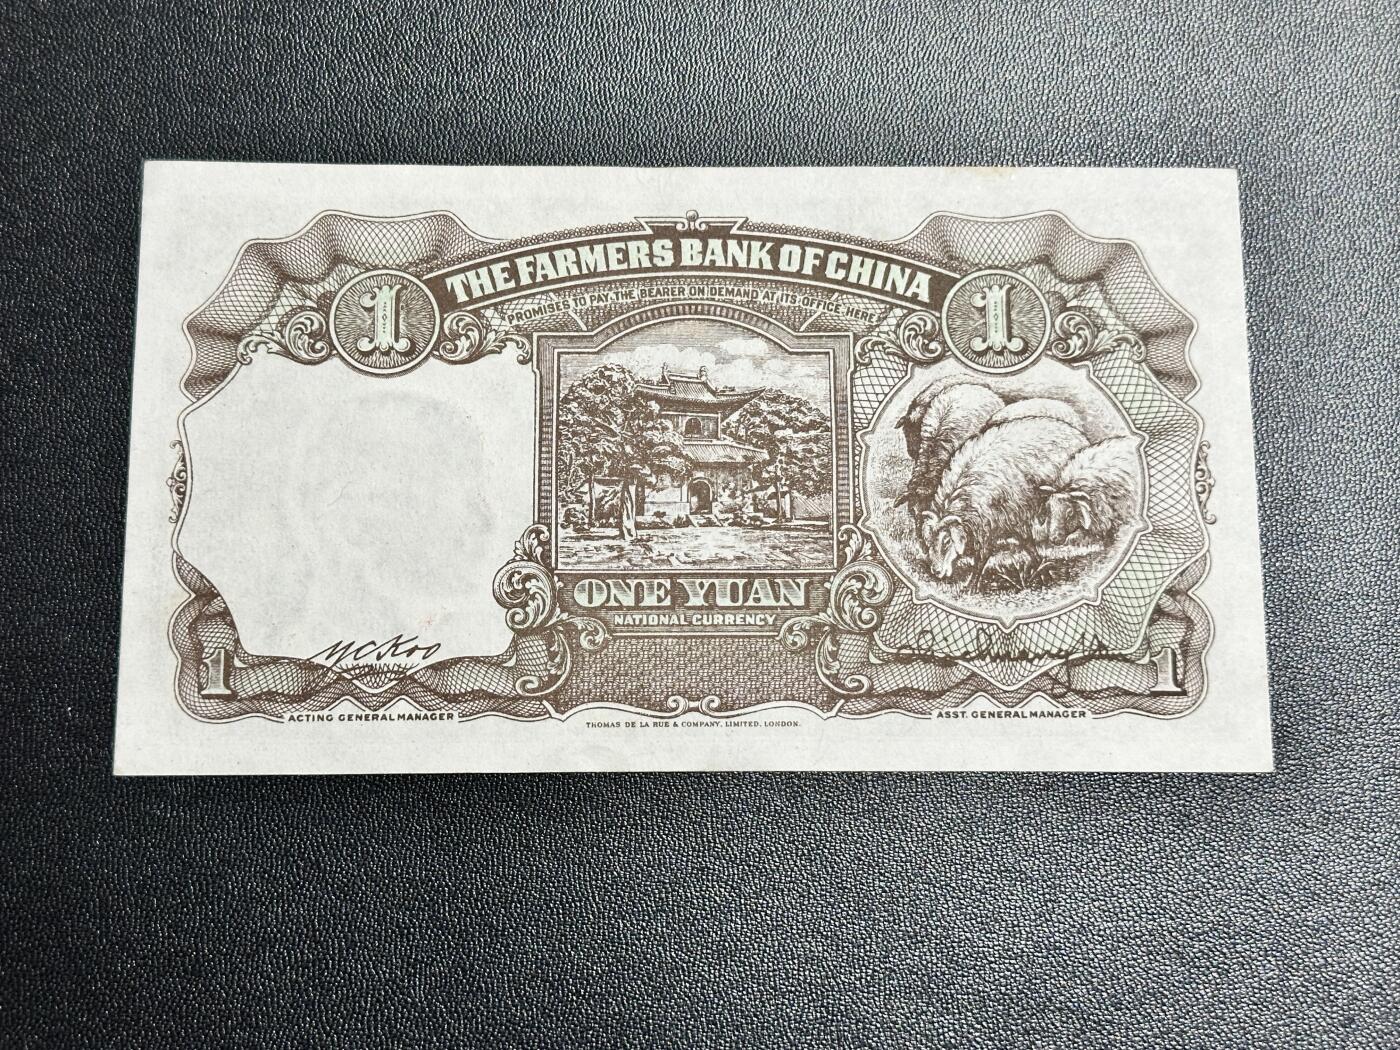 THE FARMERS BANK OF CHINA
PROMISES TO PAY THE BEARER ON DEMAND AT ITS OFFICE HERE
1 1
ONE YUAN
NATIONAL CURRENCY
Y C Koo
1 1
ACTING GENERAL MANAGER
ASST. GENERAL MANAGER
THOMAS DE LA RUE & COMPANY, LIMITED, LONDON.